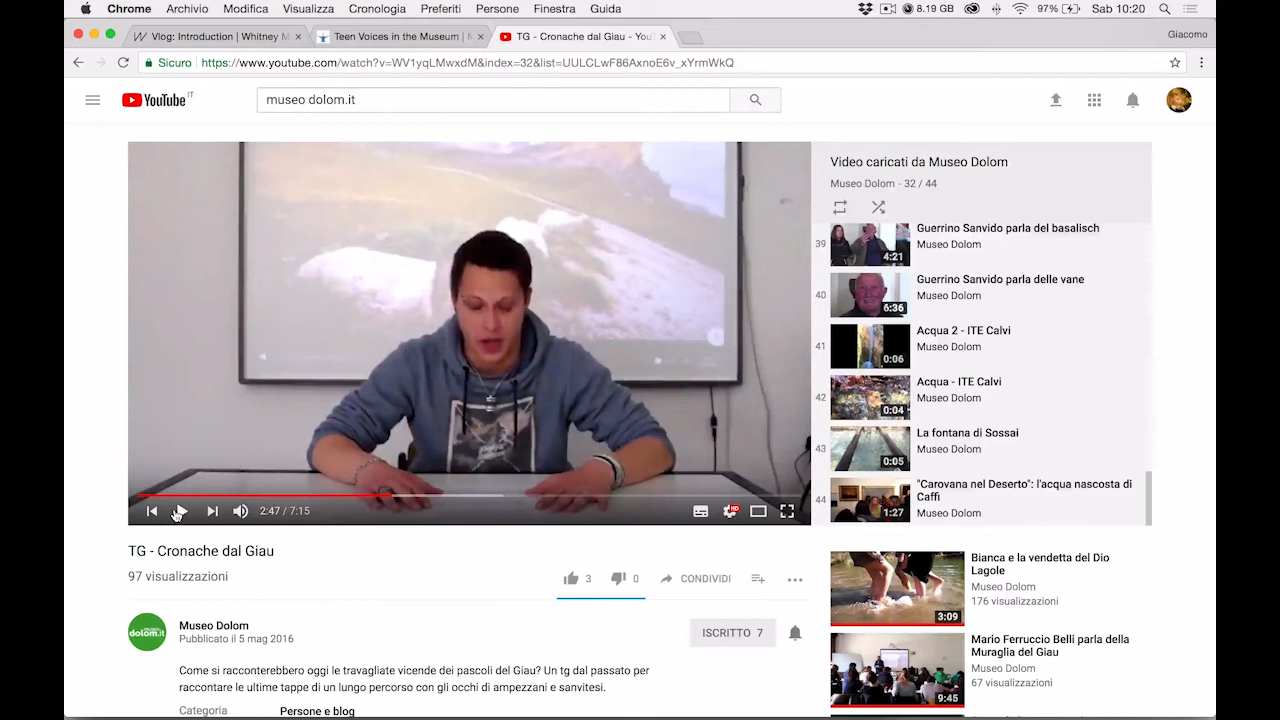 Chrome Archivio Modifica Visualizza Cronologia Preferiti Persone Finestra Guida 8.19 GB 97% Sab 10:20
Vlog: Introduction | Whitney M × Teen Voices in the Museum | × TG - Cronache dal Giau - You × Giacomo
Sicuro https://www.youtube.com/watch?v=WV1yqLMwxdM&index=32&list=UULCLwF86AxnoE6v_xYrmWkQ
YouTube IT museo dolom.it
Video caricati da Museo Dolom
Museo Dolom - 32 / 44
39 4:21 Guerrino Sanvido parla del basalisch
Museo Dolom
40 6:36 Guerrino Sanvido parla delle vane
Museo Dolom
41 0:06 Acqua 2 - ITE Calvi
Museo Dolom
42 0:04 Acqua - ITE Calvi
Museo Dolom
43 0:05 La fontana di Sossai
Museo Dolom
44 1:27 "Carovana nel Deserto": l'acqua nascosta di
Caffi
Museo Dolom
2:47 / 7:15 HD
TG - Cronache dal Giau
97 visualizzazioni
3 0 CONDIVIDI
dolom.it
Museo Dolom
Pubblicato il 5 mag 2016
ISCRITTO 7
Come si racconterebbero oggi le travagliate vicende dei pascoli del Giau? Un tg dal passato per
raccontare le ultime tappe di un lungo percorso con gli occhi di ampezzani e sanvitesi.
Categoria Persone e blog
3:09 Bianca e la vendetta del Dio
Lagole
Museo Dolom
176 visualizzazioni
9:45 Mario Ferruccio Belli parla della
Muraglia del Giau
Museo Dolom
67 visualizzazioni